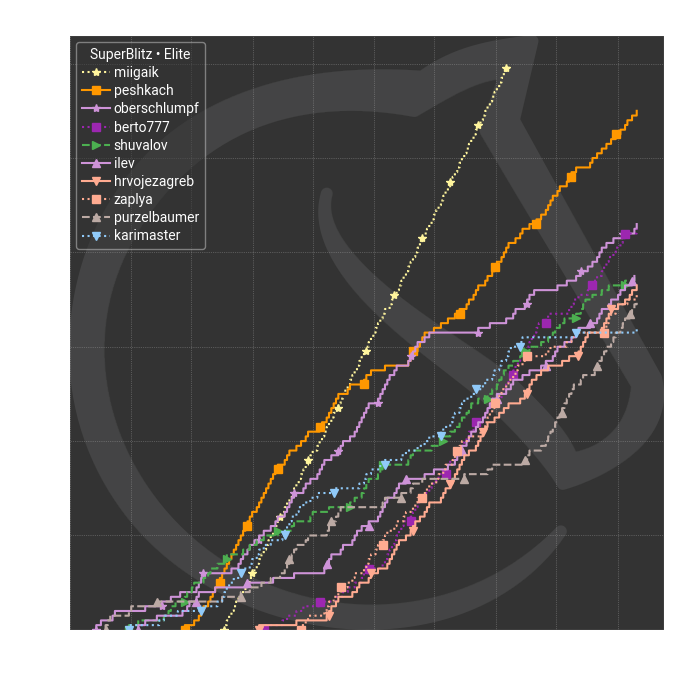 SuperBlitz • Elite
miigaik
peshkach
oberschlumpf
berto777
shuvalov
ilev
hrvojezagreb
zaplya
purzelbaumer
karimaster